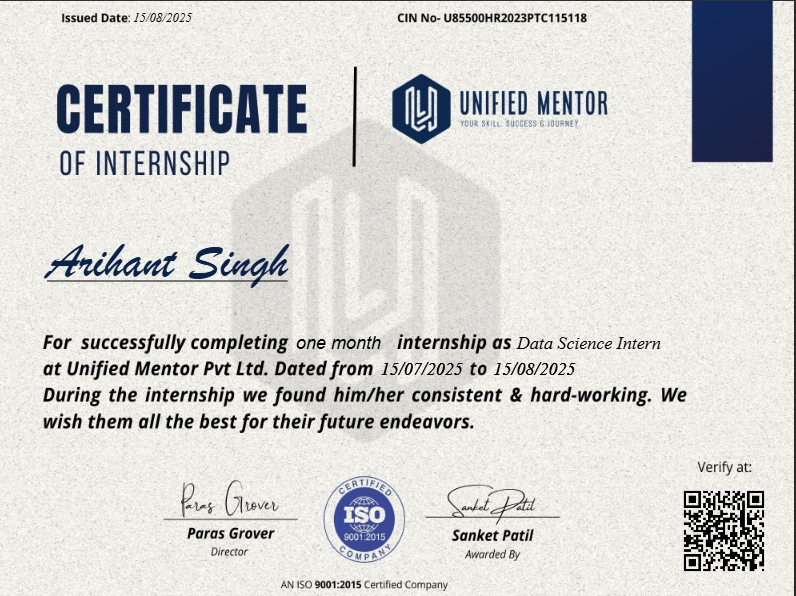 Issued Date: 15/08/2025
CIN No- U85500HR2023PTC115118
CERTIFICATE
OF INTERNSHIP
UNIFIED MENTOR
YOUR SKILL, SUCCESS & JOURNEY
Arihant Singh
For successfully completing one month internship as Data Science Intern
at Unified Mentor Pvt Ltd. Dated from 15/07/2025 to 15/08/2025
During the internship we found him/her consistent & hard-working. We
wish them all the best for their future endeavors.
Verify at:
Paras Grover
Paras Grover
Director
CERTIFIED
ISO
9001:2015
COMPANY
Sanket Patil
Sanket Patil
Awarded By
AN ISO 9001:2015 Certified Company